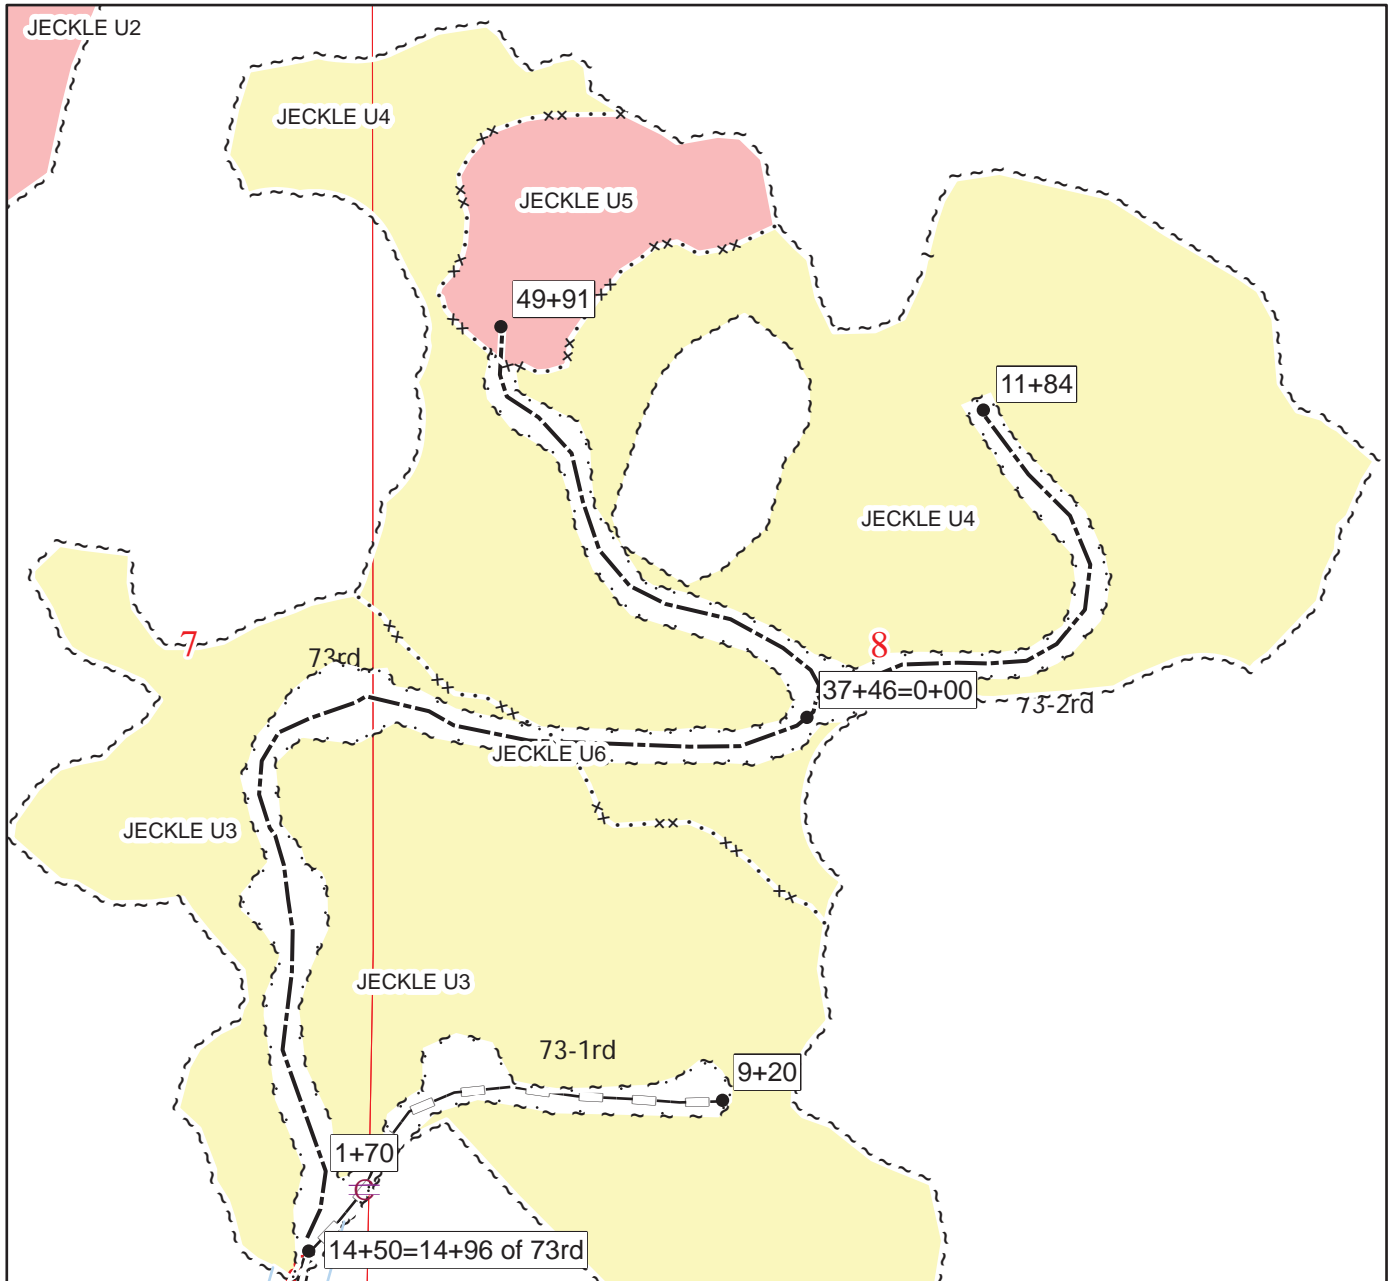 JECKLE U2
JECKLE U4
JECKLE U5
49+91
11+84
JECKLE U4
7
8
73rd
37+46=0+00
73-2rd
JECKLE U6
JECKLE U3
JECKLE U3
73-1rd
9+20
1+70
14+50=14+96 of 73rd